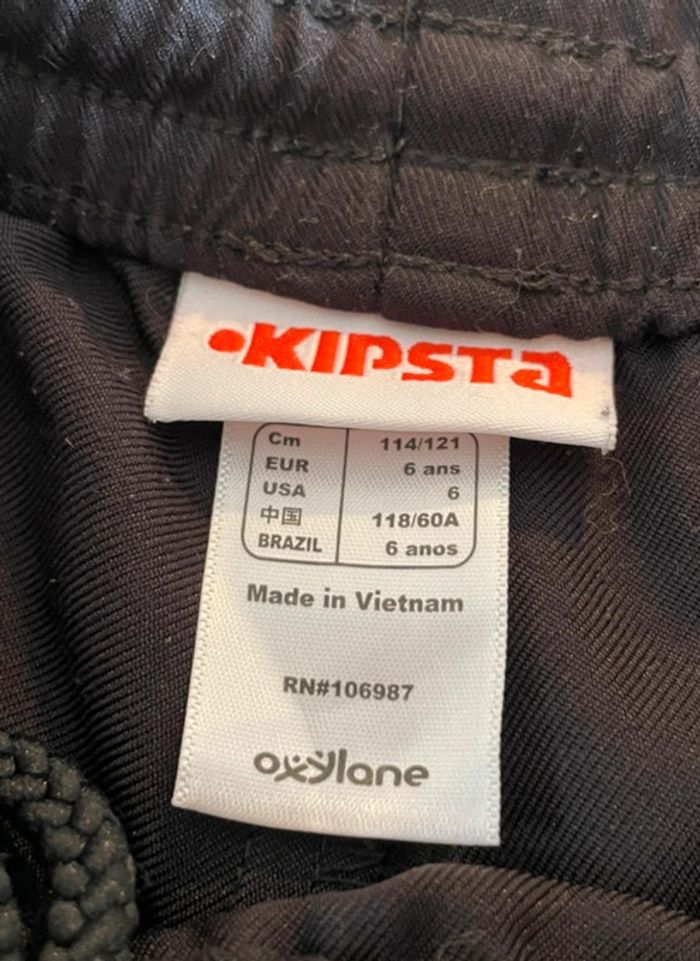 KIPSTA
Cm 114/121
EUR 6 ans
USA 6
中国 118/60A
BRAZIL 6 anos
Made in Vietnam
RN#106987
oxylane